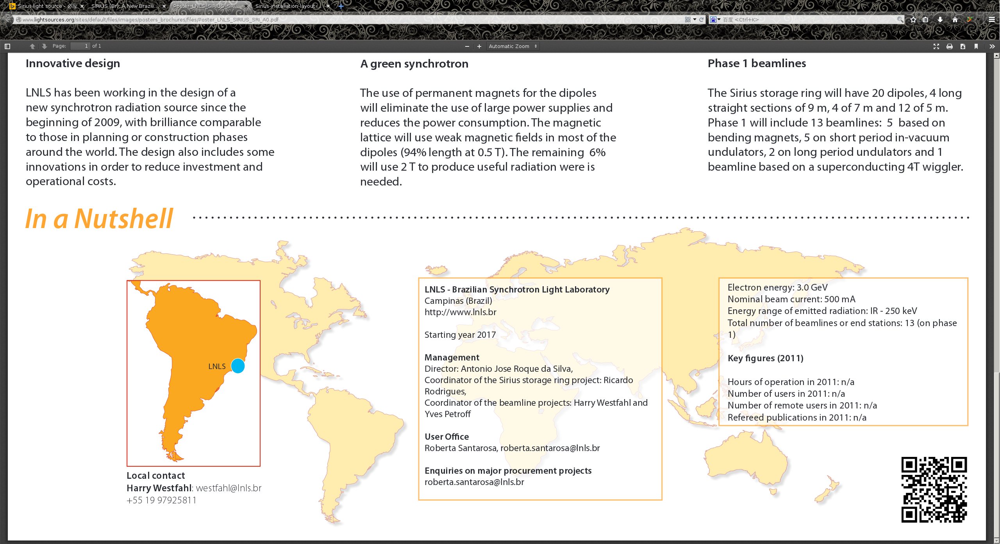 Sirius light source - 必应
SIRIUS (Br): A New Brazili...
Poster_LNLS_SIRIUS_SRI...
Sirius-installation-layout....
www.lightsources.org/sites/default/files/images/posters_brochures/files/Poster_LNLS_SIRIUS_SRI_A0.pdf
百度 <Ctrl+K>
Page: 1 of 1
Automatic Zoom
Innovative design
LNLS has been working in the design of a
new synchrotron radiation source since the
beginning of 2009, with brilliance comparable
to those in planning or construction phases
around the world. The design also includes some
innovations in order to reduce investment and
operational costs.
A green synchrotron
The use of permanent magnets for the dipoles
will eliminate the use of large power supplies and
reduces the power consumption. The magnetic
lattice will use weak magnetic fields in most of the
dipoles (94% length at 0.5 T). The remaining  6%
will use 2 T to produce useful radiation were is
needed.
Phase 1 beamlines
The Sirius storage ring will have 20 dipoles, 4 long
straight sections of 9 m, 4 of 7 m and 12 of 5 m.
Phase 1 will include 13 beamlines:  5  based on
bending magnets, 5 on short period in-vacuum
undulators, 2 on long period undulators and 1
beamline based on a superconducting 4T wiggler.
In a Nutshell
LNLS
Local contact
Harry Westfahl: westfahl@lnls.br
+55 19 97925811
LNLS - Brazilian Synchrotron Light Laboratory
Campinas (Brazil)
http://www.lnls.br
Starting year 2017
Management
Director: Antonio Jose Roque da Silva,
Coordinator of the Sirius storage ring project: Ricardo
Rodrigues,
Coordinator of the beamline projects: Harry Westfahl and
Yves Petroff
User Office
Roberta Santarosa, roberta.santarosa@lnls.br
Enquiries on major procurement projects
roberta.santarosa@lnls.br
Electron energy: 3.0 GeV
Nominal beam current: 500 mA
Energy range of emitted radiation: IR - 250 keV
Total number of beamlines or end stations: 13 (on phase
1)
Key figures (2011)
Hours of operation in 2011: n/a
Number of users in 2011: n/a
Number of remote users in 2011: n/a
Refereed publications in 2011: n/a